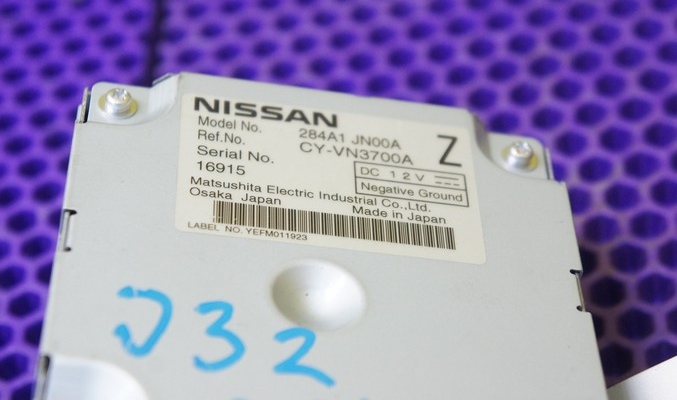 NISSAN
Model No. 284A1 JN00A
Ref.No. CY-VN3700A
Z
Serial No.
16915
DC 12V
Negative Ground
Matsushita Electric Industrial Co.,Ltd.
Osaka Japan Made in Japan
LABEL NO. YEFM011923
J32